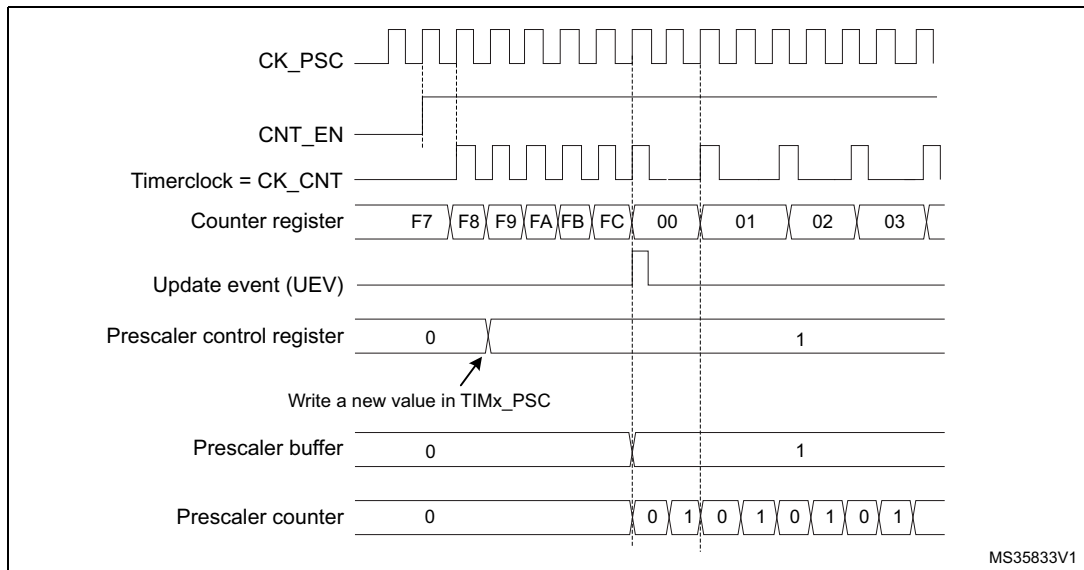 CK_PSC
CNT_EN
Timerclock = CK_CNT
Counter register F7 F8 F9 FA FB FC 00 01 02 03
Update event (UEV)
Prescaler control register 0 1
Write a new value in TIMx_PSC
Prescaler buffer 0 1
Prescaler counter 0 0 1 0 1 0 1 0 1
MS35833V1